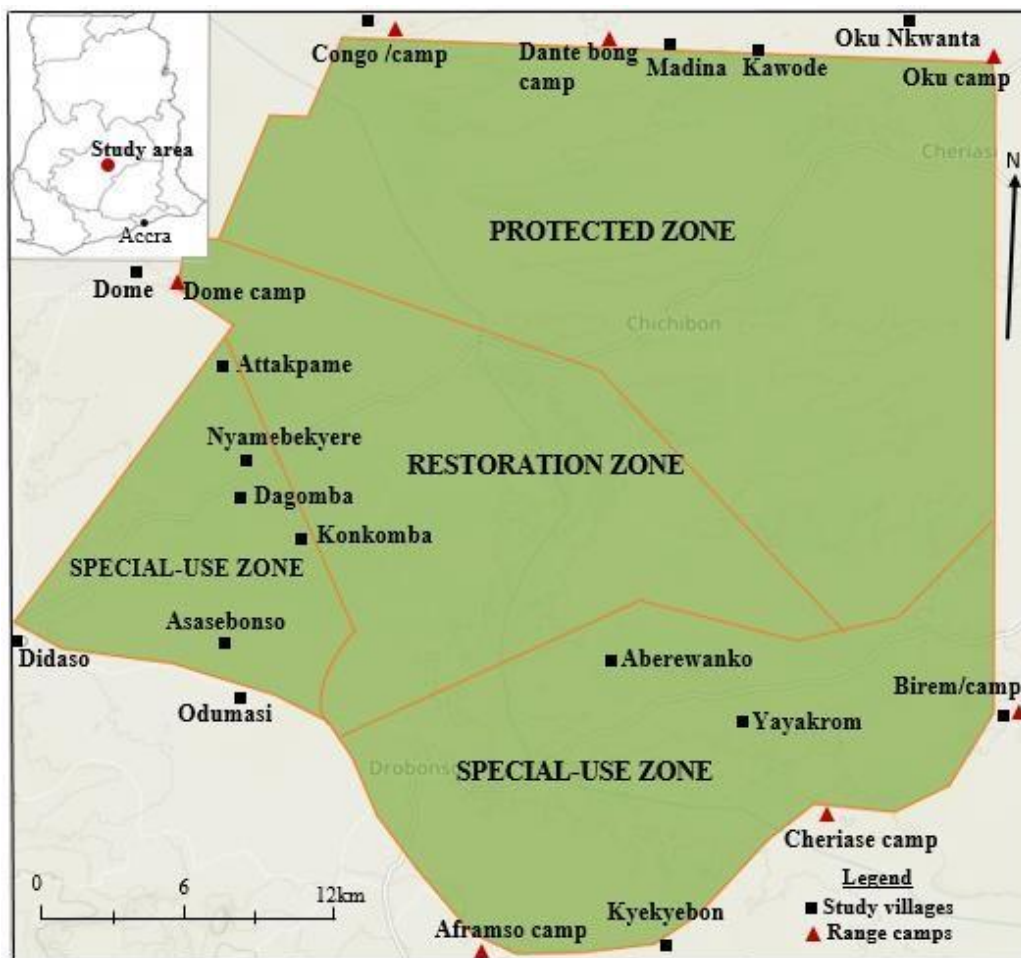 Congo /camp
Dante bong
camp
Madina
Kawode
Oku Nkwanta
Oku camp
Study area
Accra
Cheriasi
N
PROTECTED ZONE
Dome
Dome camp
Chichibon
Attakpame
Nyamebekyere
RESTORATION ZONE
Dagomba
Konkomba
SPECIAL-USE ZONE
Asasebonso
Didaso
Aberewanko
Birem/camp
Odumasi
Yayakrom
Drobonso
SPECIAL-USE ZONE
Cheriase camp
0 6 12km
Legend
Study villages
Range camps
Kyekyebon
Aframso camp